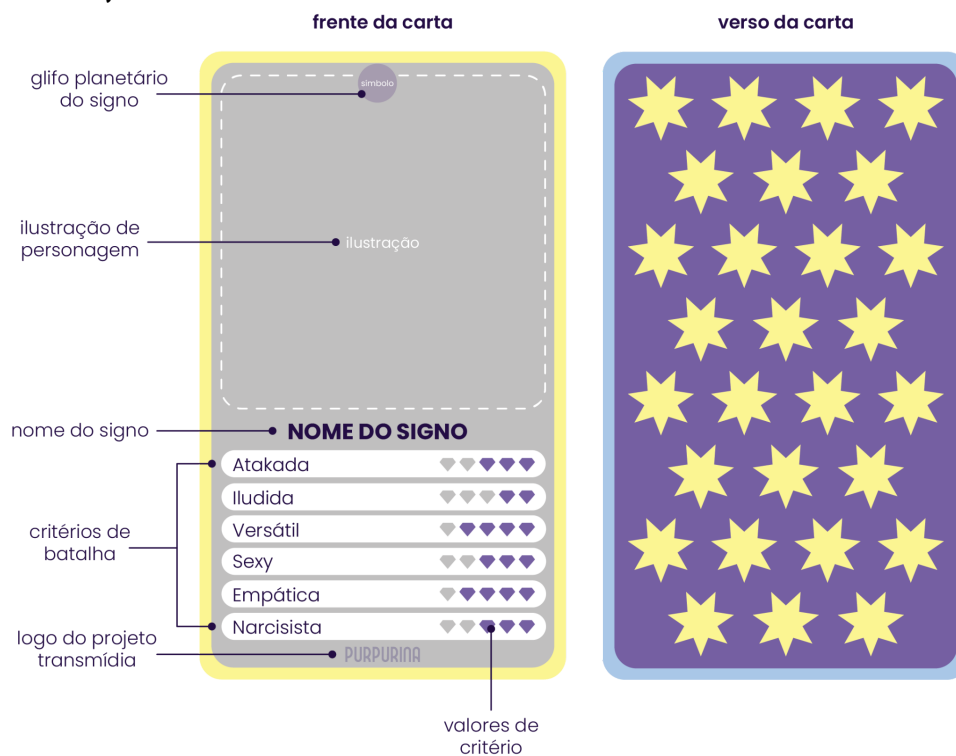 frente da carta
verso da carta
glifo planetário
do signo
símbolo
ilustração de
personagem
ilustração
nome do signo
NOME DO SIGNO
critérios de
batalha
Atakada
Iludida
Versátil
Sexy
Empática
Narcisista
logo do projeto
transmídia
PURPURINA
valores de
critério